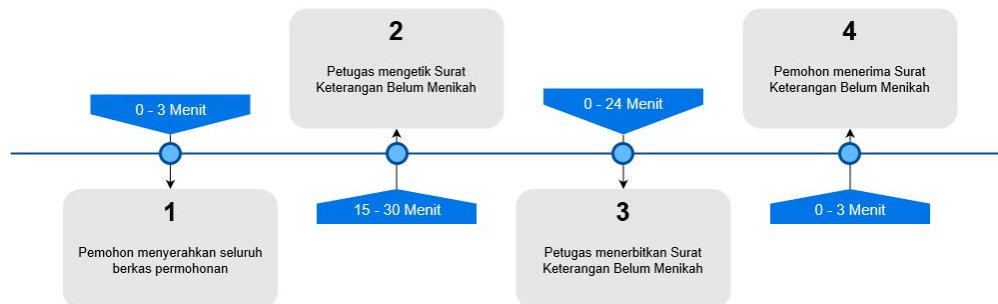 0 - 3 Menit
1
Pemohon menyerahkan seluruh
berkas permohonan
2
Petugas mengetik Surat
Keterangan Belum Menikah
15 - 30 Menit
0 - 24 Menit
3
Petugas menerbitkan Surat
Keterangan Belum Menikah
4
Pemohon menerima Surat
Keterangan Belum Menikah
0 - 3 Menit